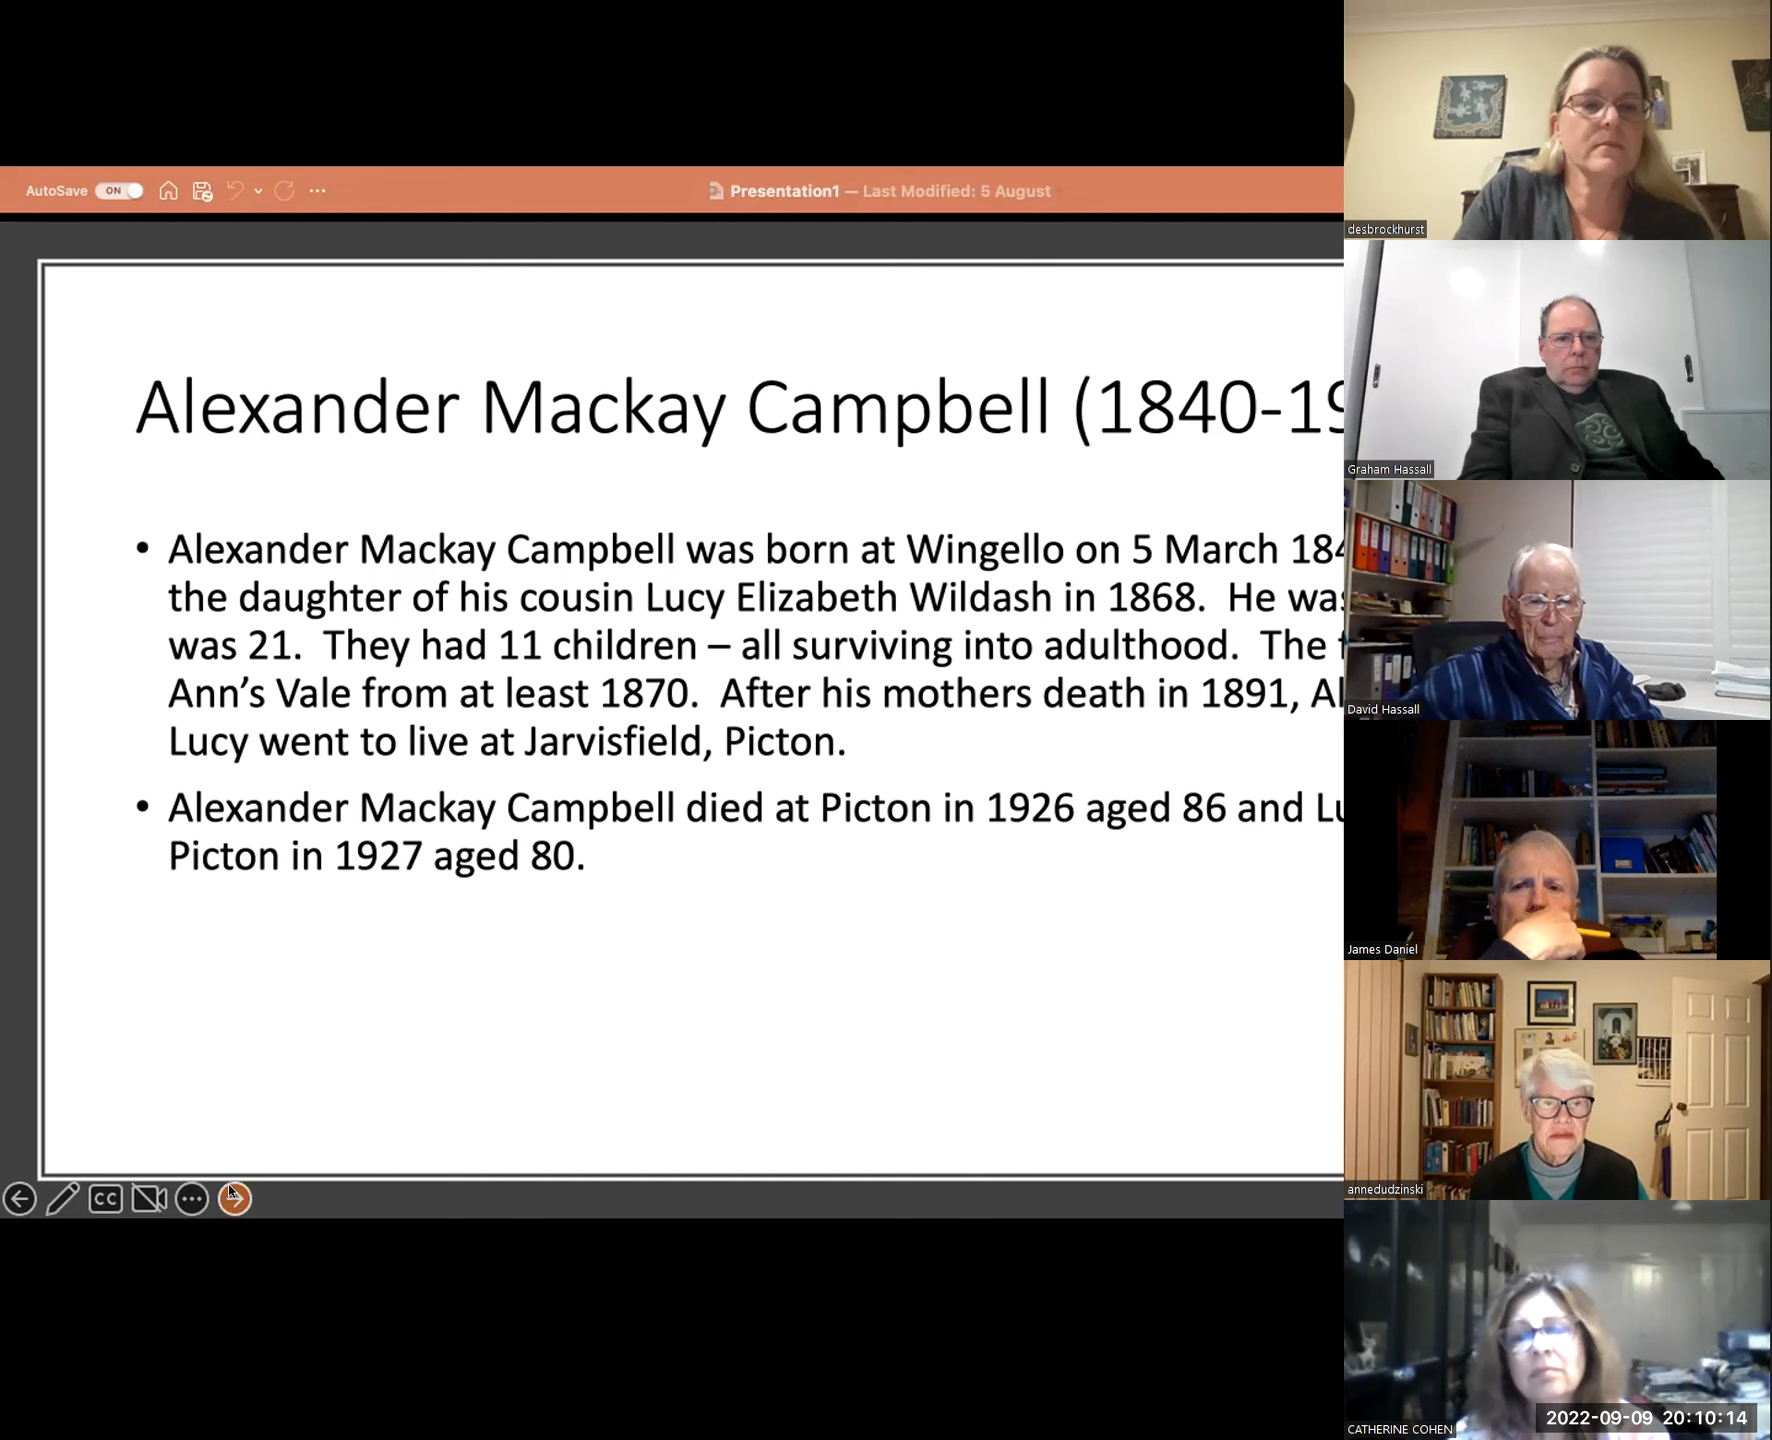 AutoSave ON
Presentation1 — Last Modified: 5 August
Alexander Mackay Campbell (1840-19
• Alexander Mackay Campbell was born at Wingello on 5 March 184
the daughter of his cousin Lucy Elizabeth Wildash in 1868.  He was
was 21.  They had 11 children – all surviving into adulthood.  The
Ann's Vale from at least 1870.  After his mothers death in 1891, Al
Lucy went to live at Jarvisfield, Picton.
• Alexander Mackay Campbell died at Picton in 1926 aged 86 and Lu
Picton in 1927 aged 80.
CC
desbrockhurst
Graham Hassall
David Hassall
James Daniel
annedudzinski
CATHERINE COHEN
2022-09-09 20:10:14